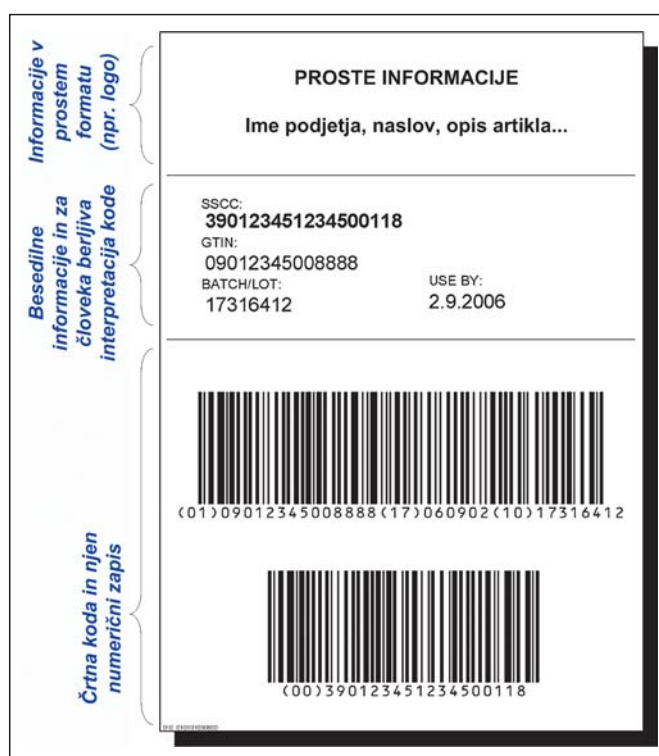 Informacije v
prostem
formatu
(npr. logo)
PROSTE INFORMACIJE
Ime podjetja, naslov, opis artikla...
Besedilne
informacije in za
človeka berljiva
interpretacija kode
SSCC:
390123451234500118
GTIN:
09012345008888
BATCH/LOT:
17316412
USE BY:
2.9.2006
Črtna koda in njen
numerični zapis
(01)09012345008888(17)060902(10)17316412
(00)390123451234500118